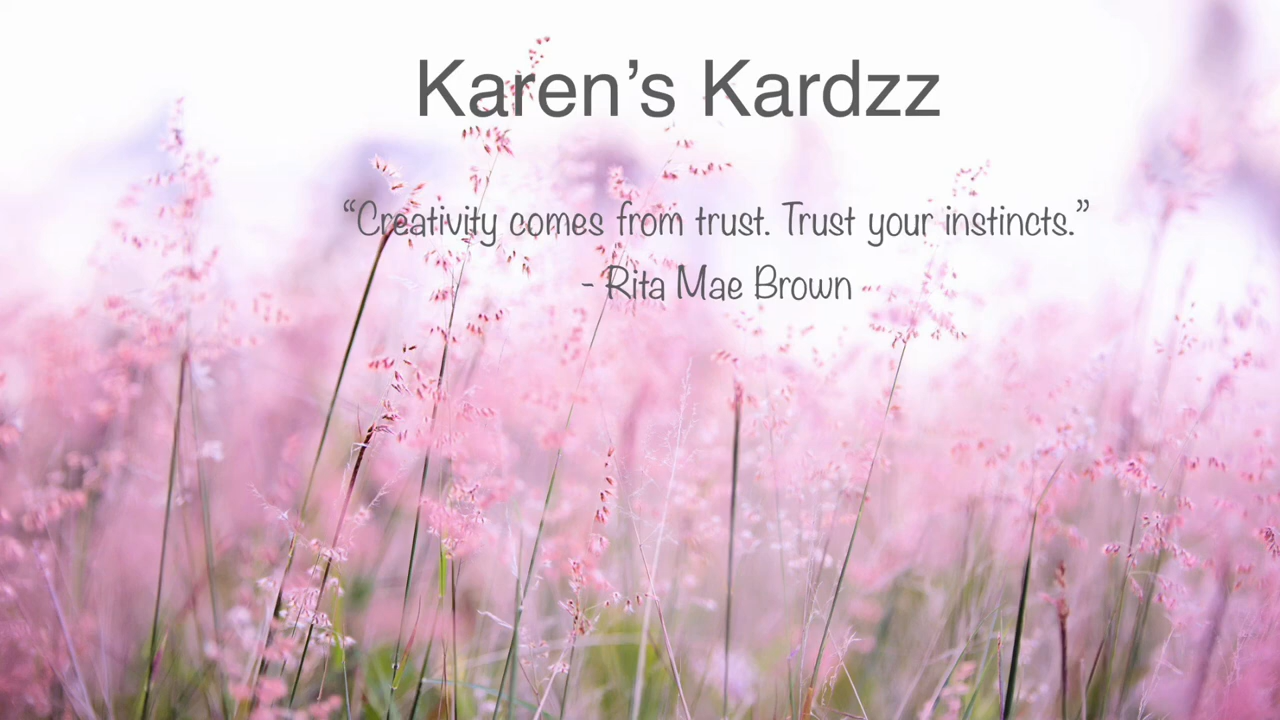 Karen’s Kardzz
“Creativity comes from trust. Trust your instincts.”
- Rita Mae Brown